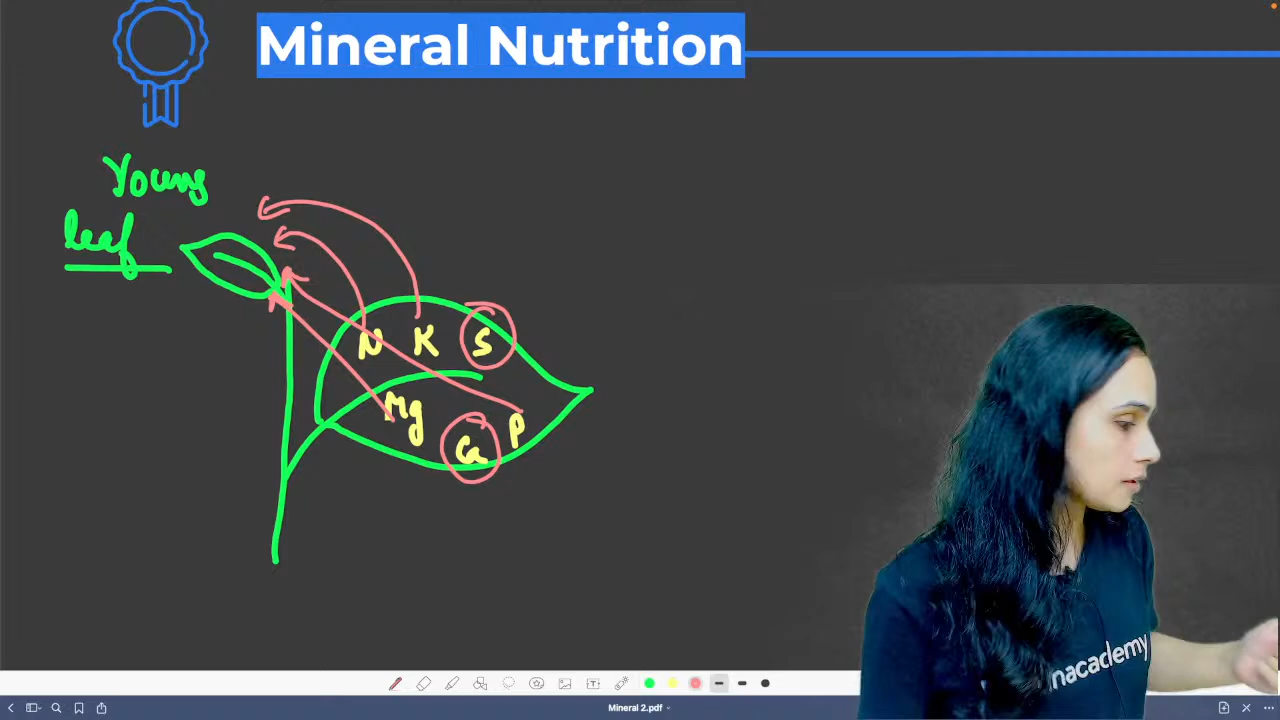 Mineral Nutrition
Young
leaf
N K S
Mg Ca P
nacademy
Mineral 2.pdf